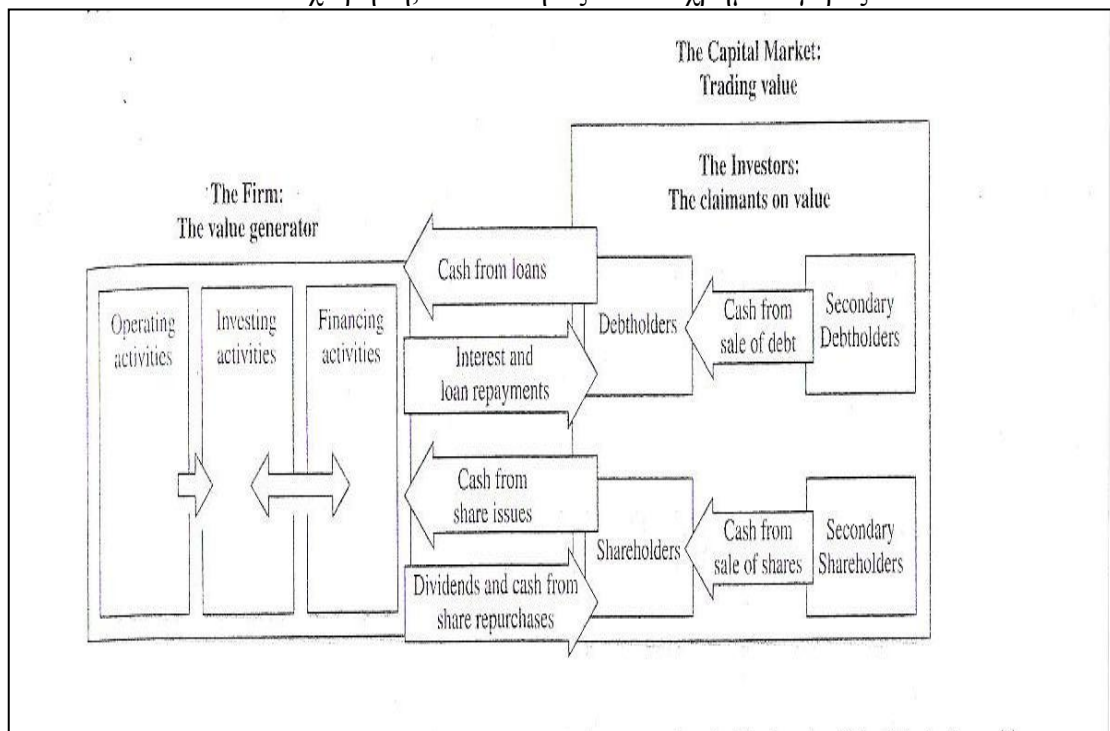 The Capital Market:
Trading value
The Investors:
The claimants on value
The Firm:
The value generator
Operating
activities
Investing
activities
Financing
activities
Cash from loans
Interest and
loan repayments
Cash from
share issues
Dividends and cash from
share repurchases
Debtholders
Cash from
sale of debt
Secondary
Debtholders
Shareholders
Cash from
sale of shares
Secondary
Shareholders